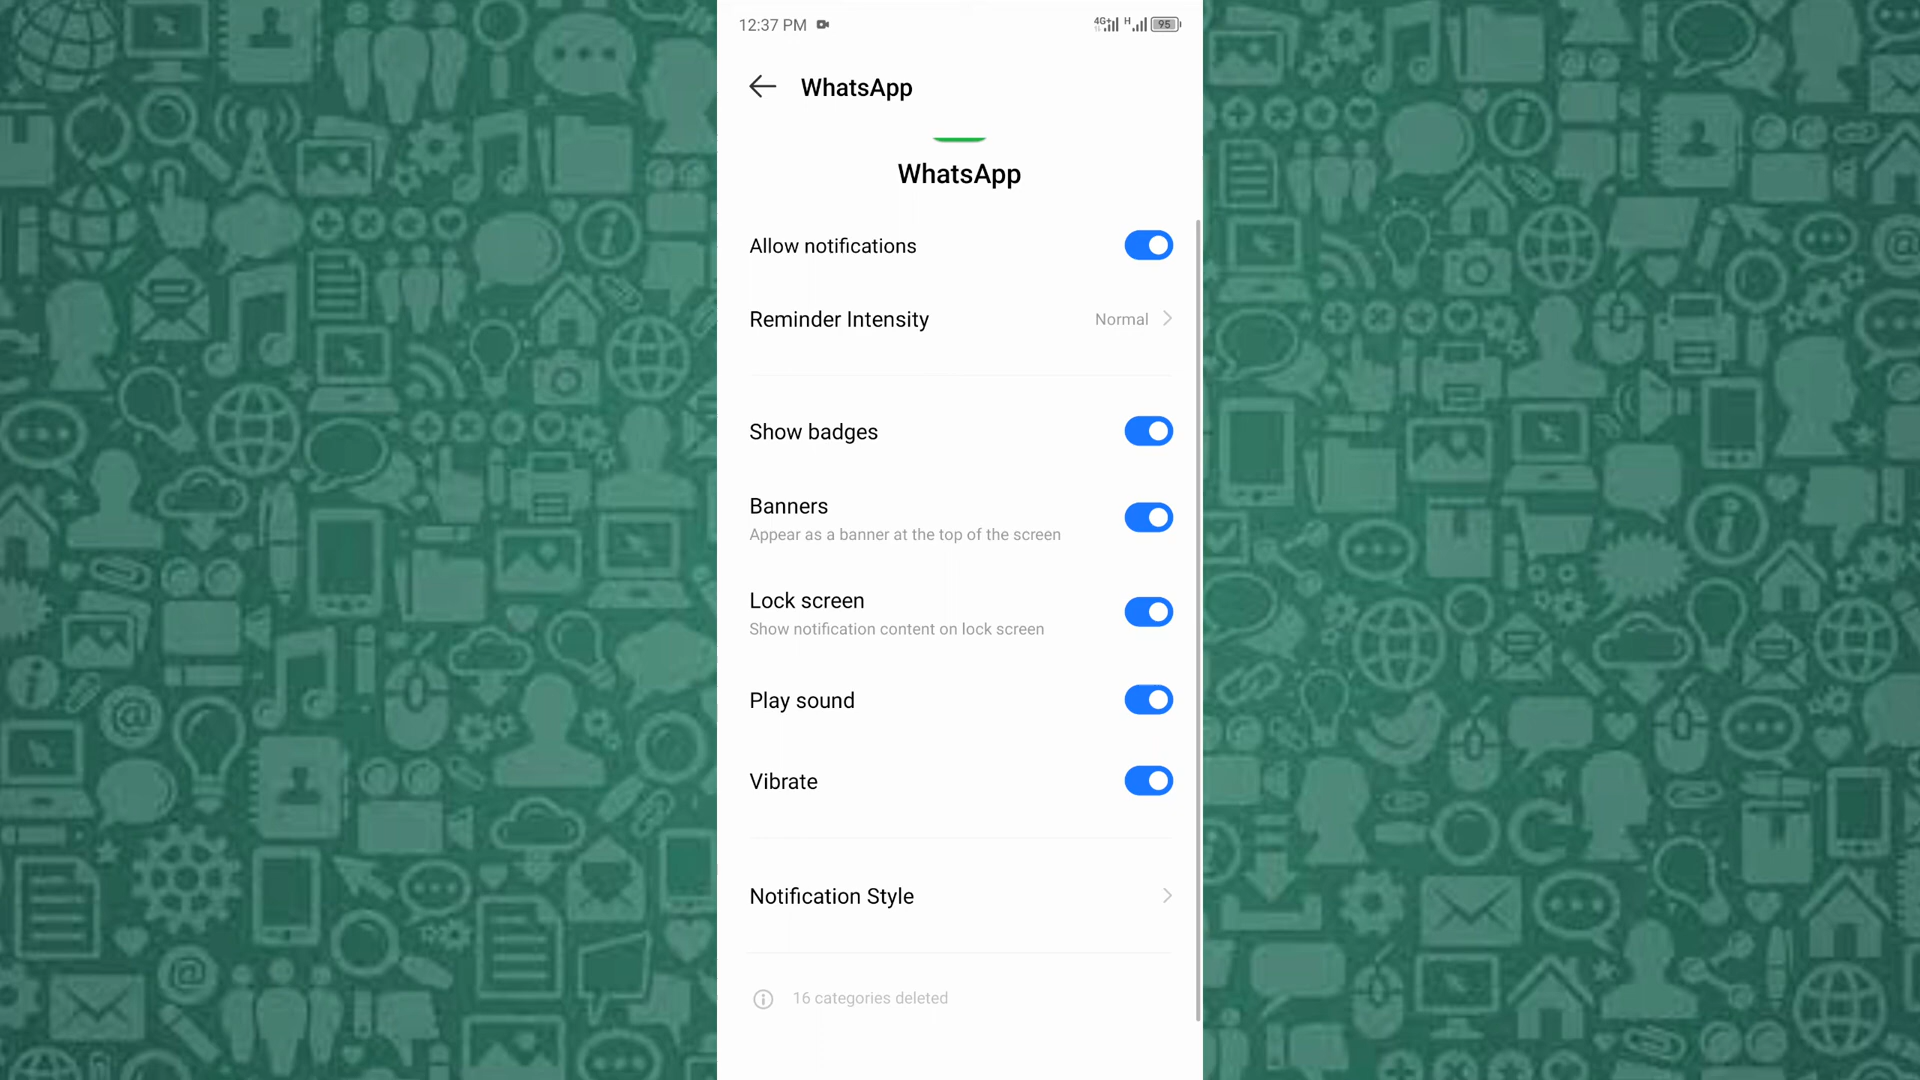 12:37 PM
4G+ H 95
WhatsApp
WhatsApp
Allow notifications
Reminder Intensity Normal
Show badges
Banners
Appear as a banner at the top of the screen
Lock screen
Show notification content on lock screen
Play sound
Vibrate
Notification Style
16 categories deleted